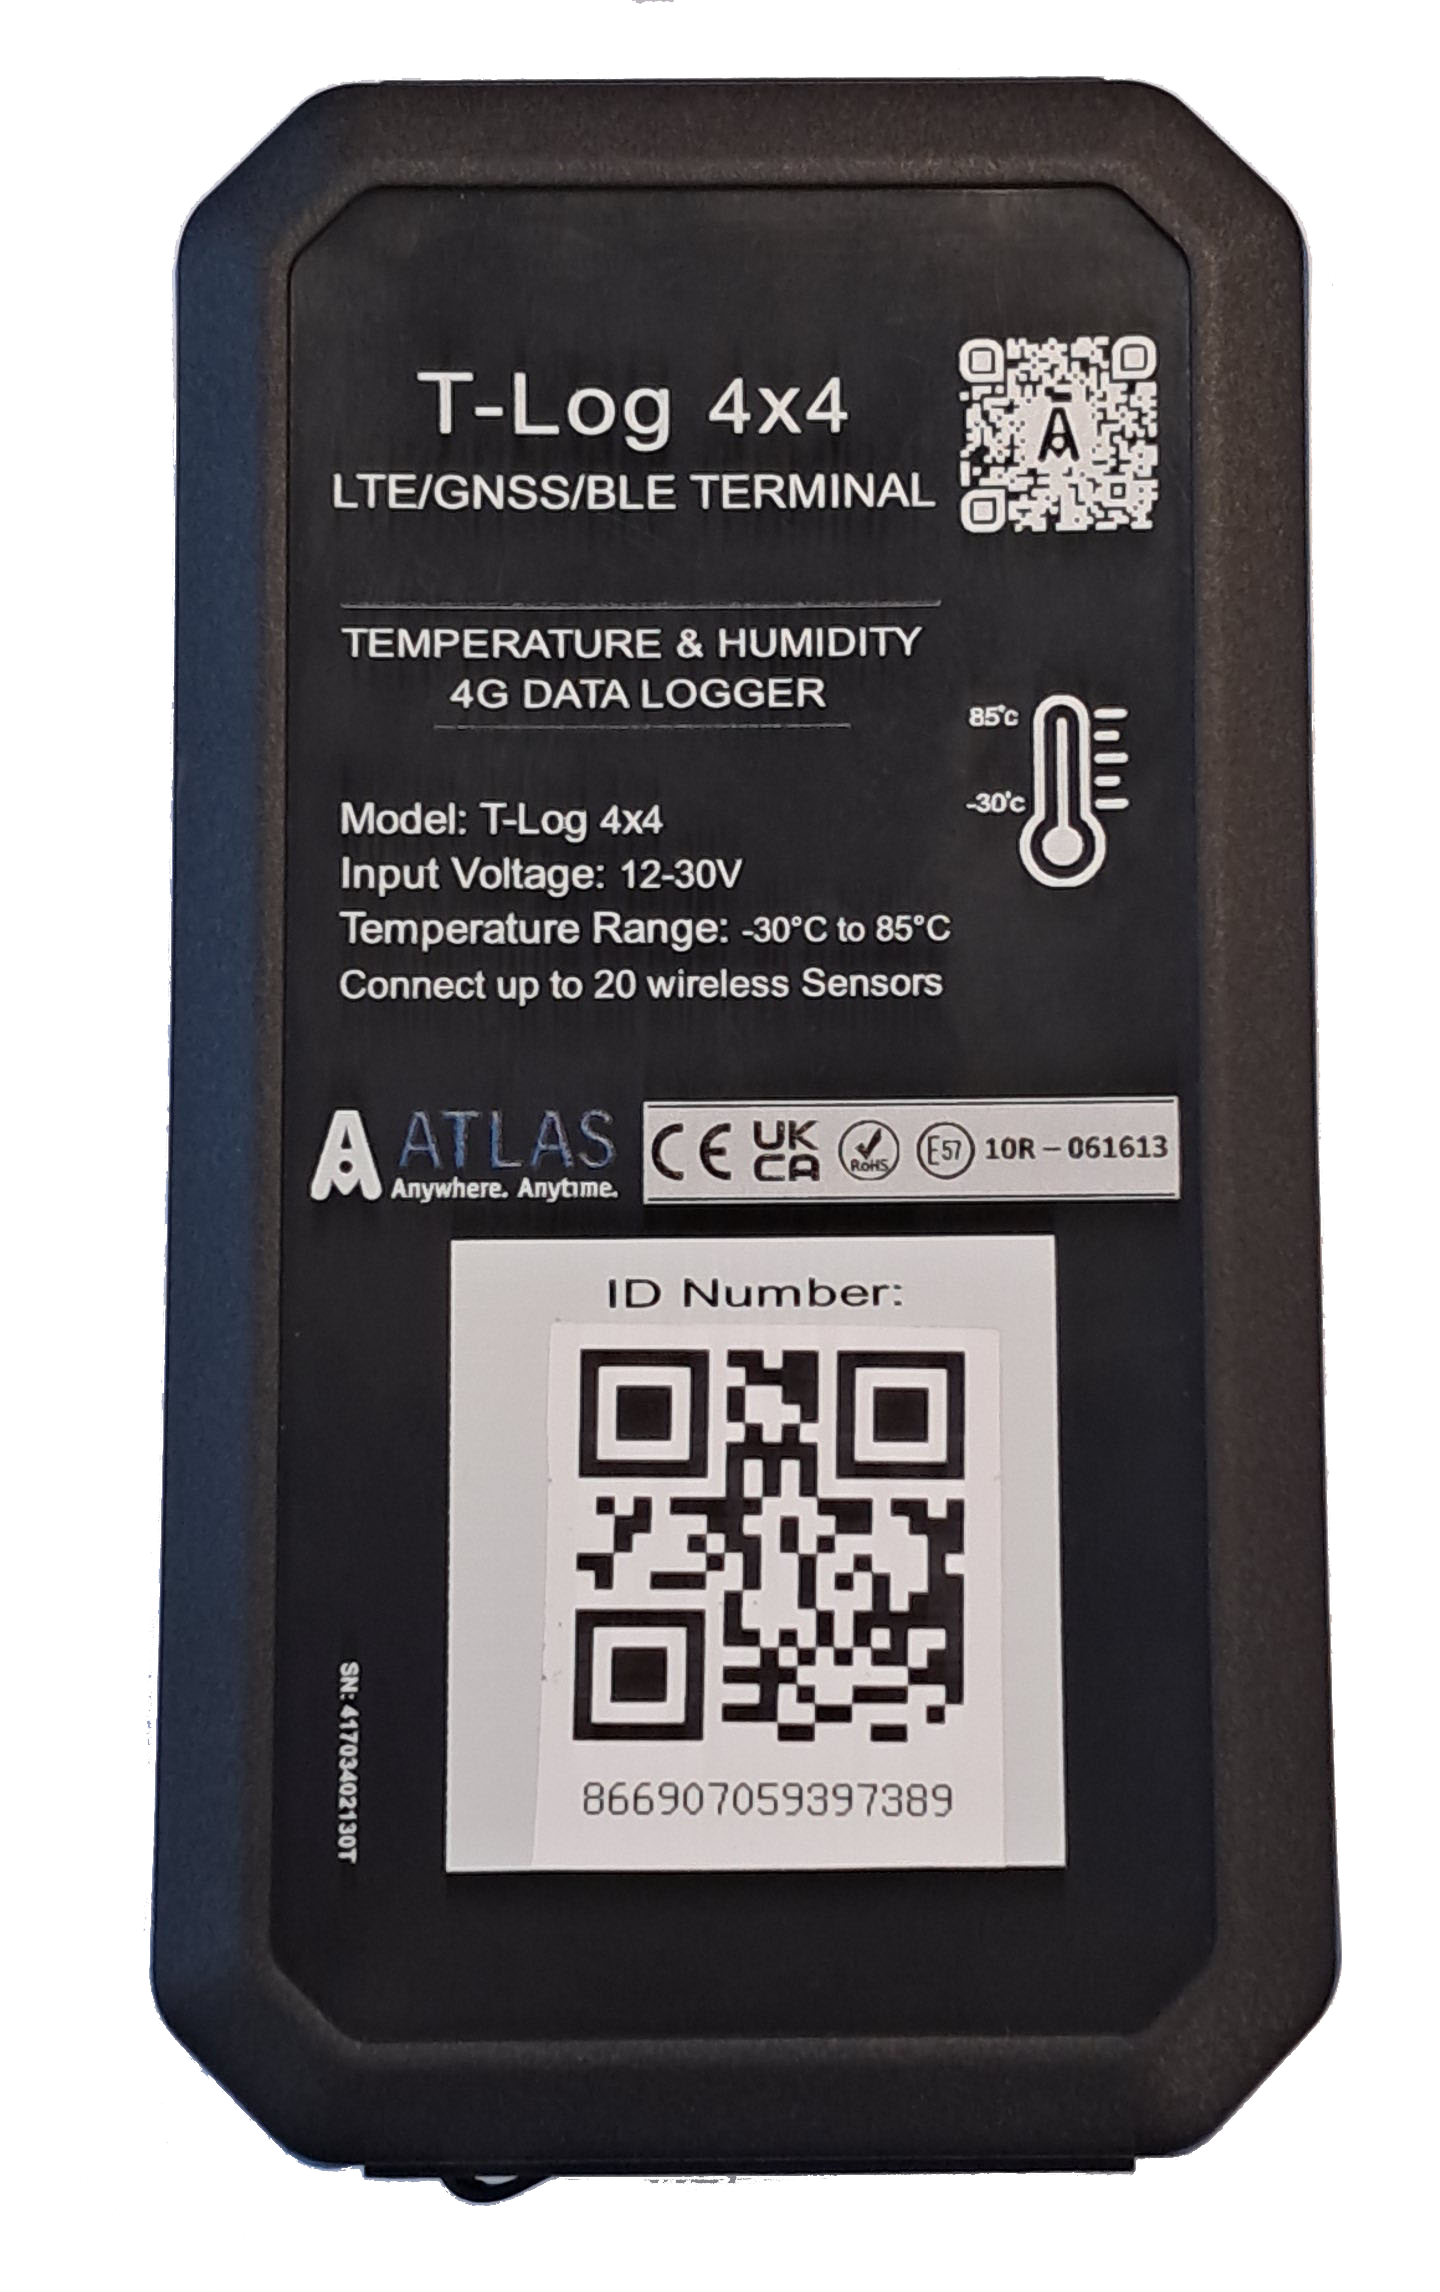 T-Log 4x4
LTE/GNSS/BLE TERMINAL
TEMPERATURE & HUMIDITY
4G DATA LOGGER
85°c
-30°c
Model: T-Log 4x4
Input Voltage: 12-30V
Temperature Range: -30°C to 85°C
Connect up to 20 wireless Sensors
ATLAS
Anywhere. Anytime.
CE UKCA RoHS E57 10R – 061613
ID Number:
866907059397389
SN: 41703402130T